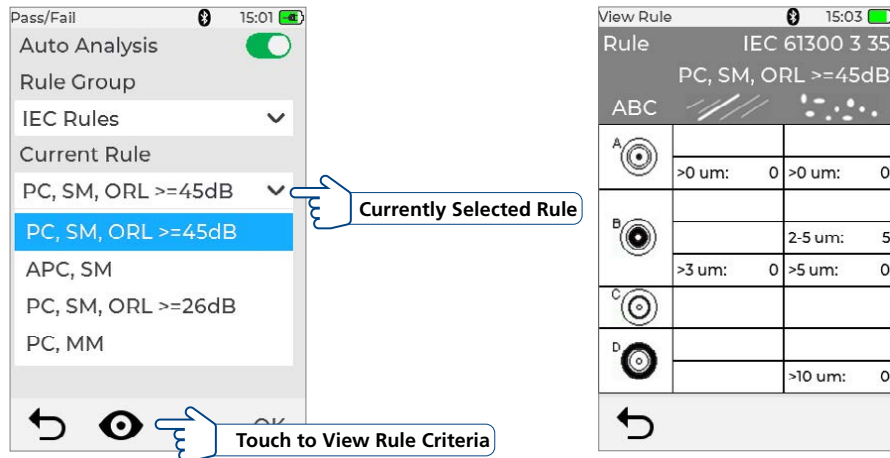 Pass/Fail 15:01
Auto Analysis
Rule Group
IEC Rules
Current Rule
PC, SM, ORL >=45dB
PC, SM, ORL >=45dB
APC, SM
PC, SM, ORL >=26dB
PC, MM
Currently Selected Rule
Touch to View Rule Criteria
View Rule 15:03
Rule IEC 61300 3 35
PC, SM, ORL >=45dB
ABC
A
>0 um: 0 >0 um: 0
B
2-5 um: 5
>3 um: 0 >5 um: 0
C
D
>10 um: 0